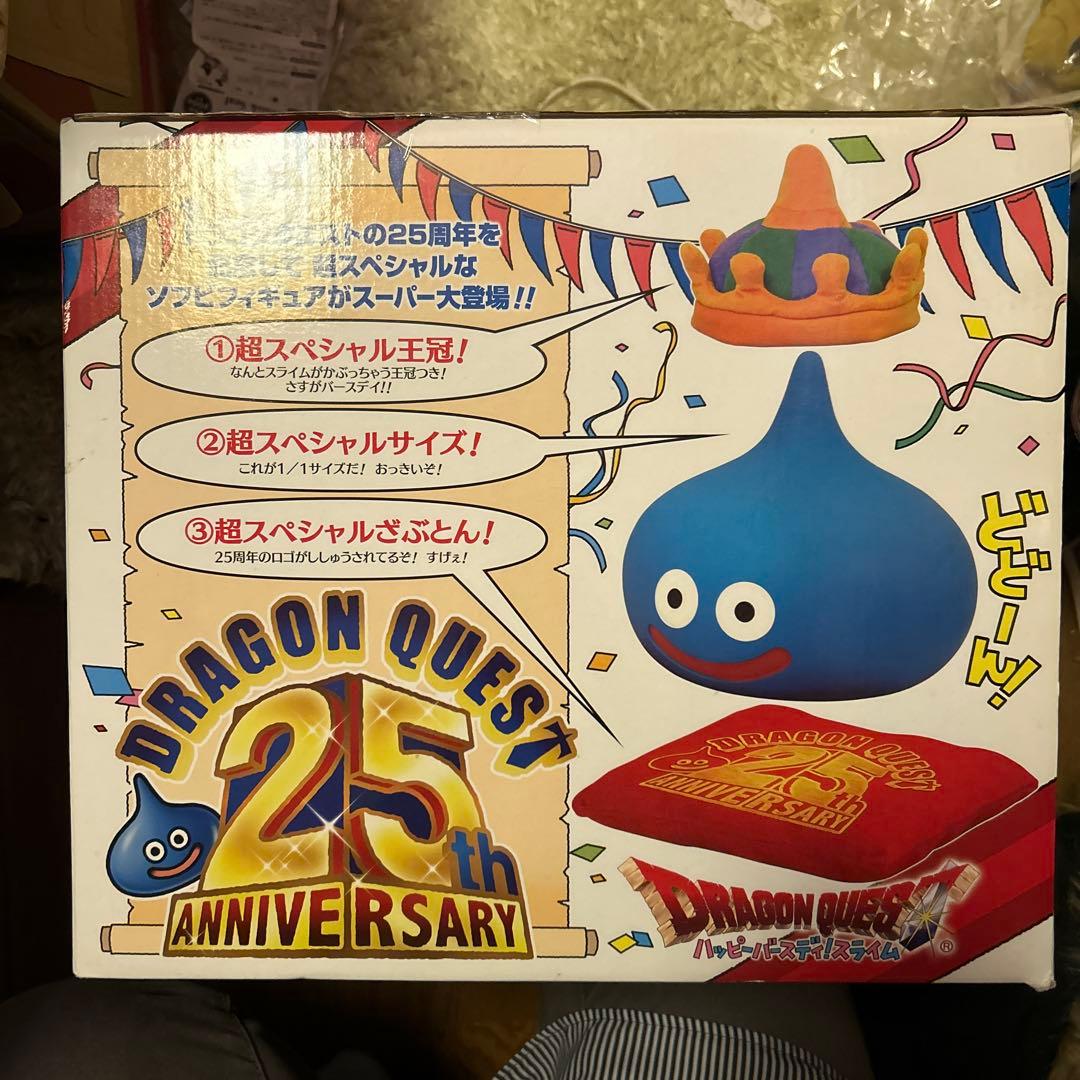 ストの25周年を
超スペシャルな
ソフビフィギュアがスーパー大登場!!
①超スペシャル王冠!
なんとスライムがかぶっちゃう王冠つき!
さすがバースデイ!!
②超スペシャルサイズ!
これが1/1サイズだ! おっきいぞ!
③超スペシャルざぶとん!
25周年のロゴがししゅうされてるぞ! すげぇ!
どどーん!
DRAGON QUEST
25th
ANNIVERSARY
DRAGON QUEST
25th
ANNIVERSARY
DRAGON QUEST
ハッピーバースデイ!スライム
®